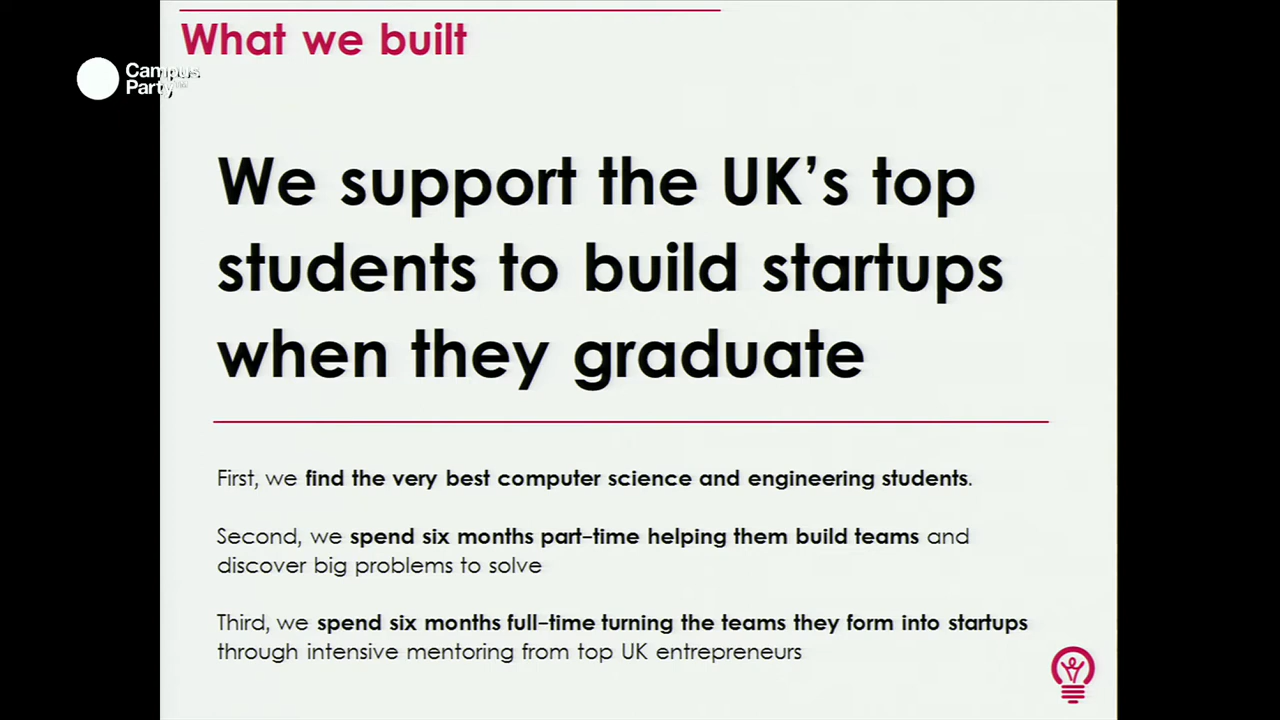 What we built
Campus
Party™
We support the UK’s top
students to build startups
when they graduate
First, we find the very best computer science and engineering students.
Second, we spend six months part-time helping them build teams and
discover big problems to solve
Third, we spend six months full-time turning the teams they form into startups
through intensive mentoring from top UK entrepreneurs